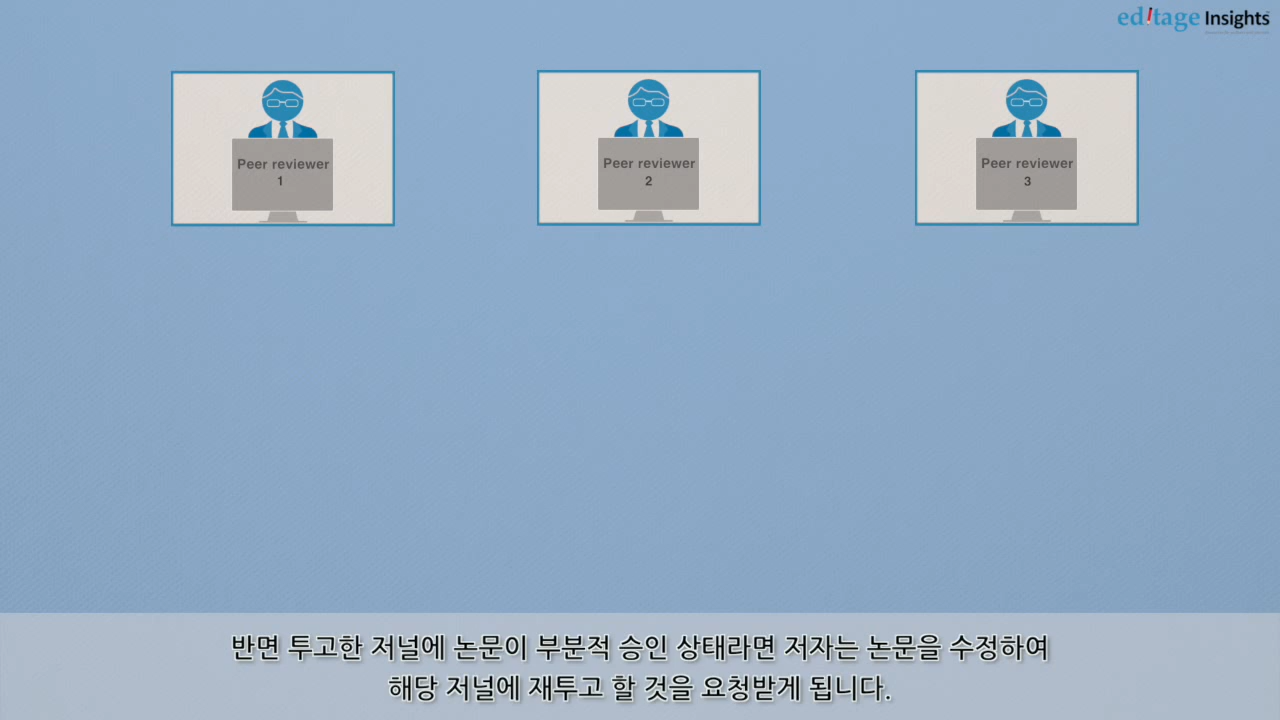 editage Insights
Peer reviewer
1
Peer reviewer
2
Peer reviewer
3
반면 투고한 저널에 논문이 부분적 승인 상태라면 저자는 논문을 수정하여
해당 저널에 재투고 할 것을 요청받게 됩니다.